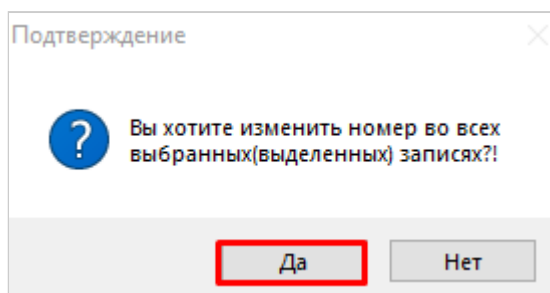 Подтверждение
Вы хотите изменить номер во всех
выбранных(выделенных) записях?!
Да
Нет